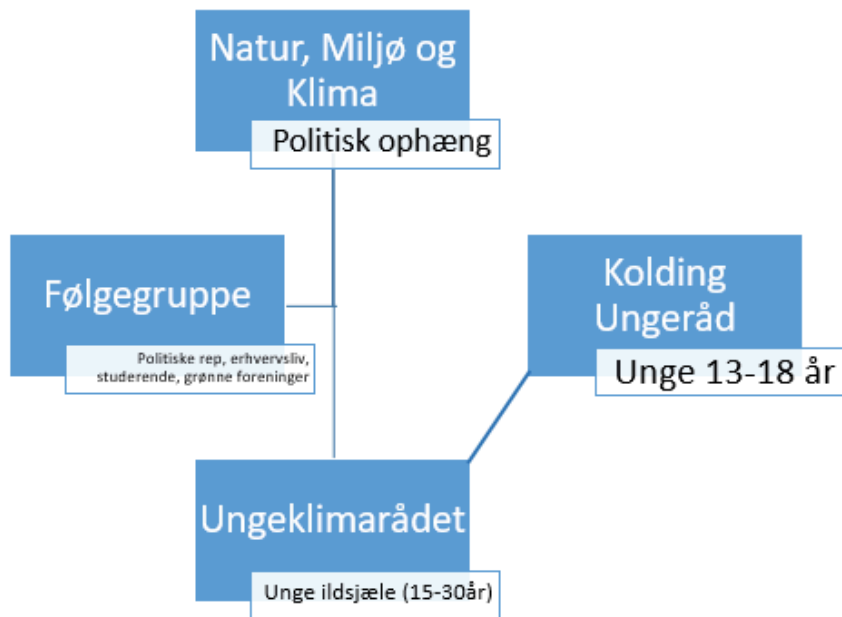 Natur, Miljø og
Klima
Politisk ophæng
Følgegruppe
Politiske rep, erhvervsliv,
studerende, grønne foreninger
Kolding
Ungeråd
Unge 13-18 år
Ungeklimarådet
Unge ildsjæle (15-30år)